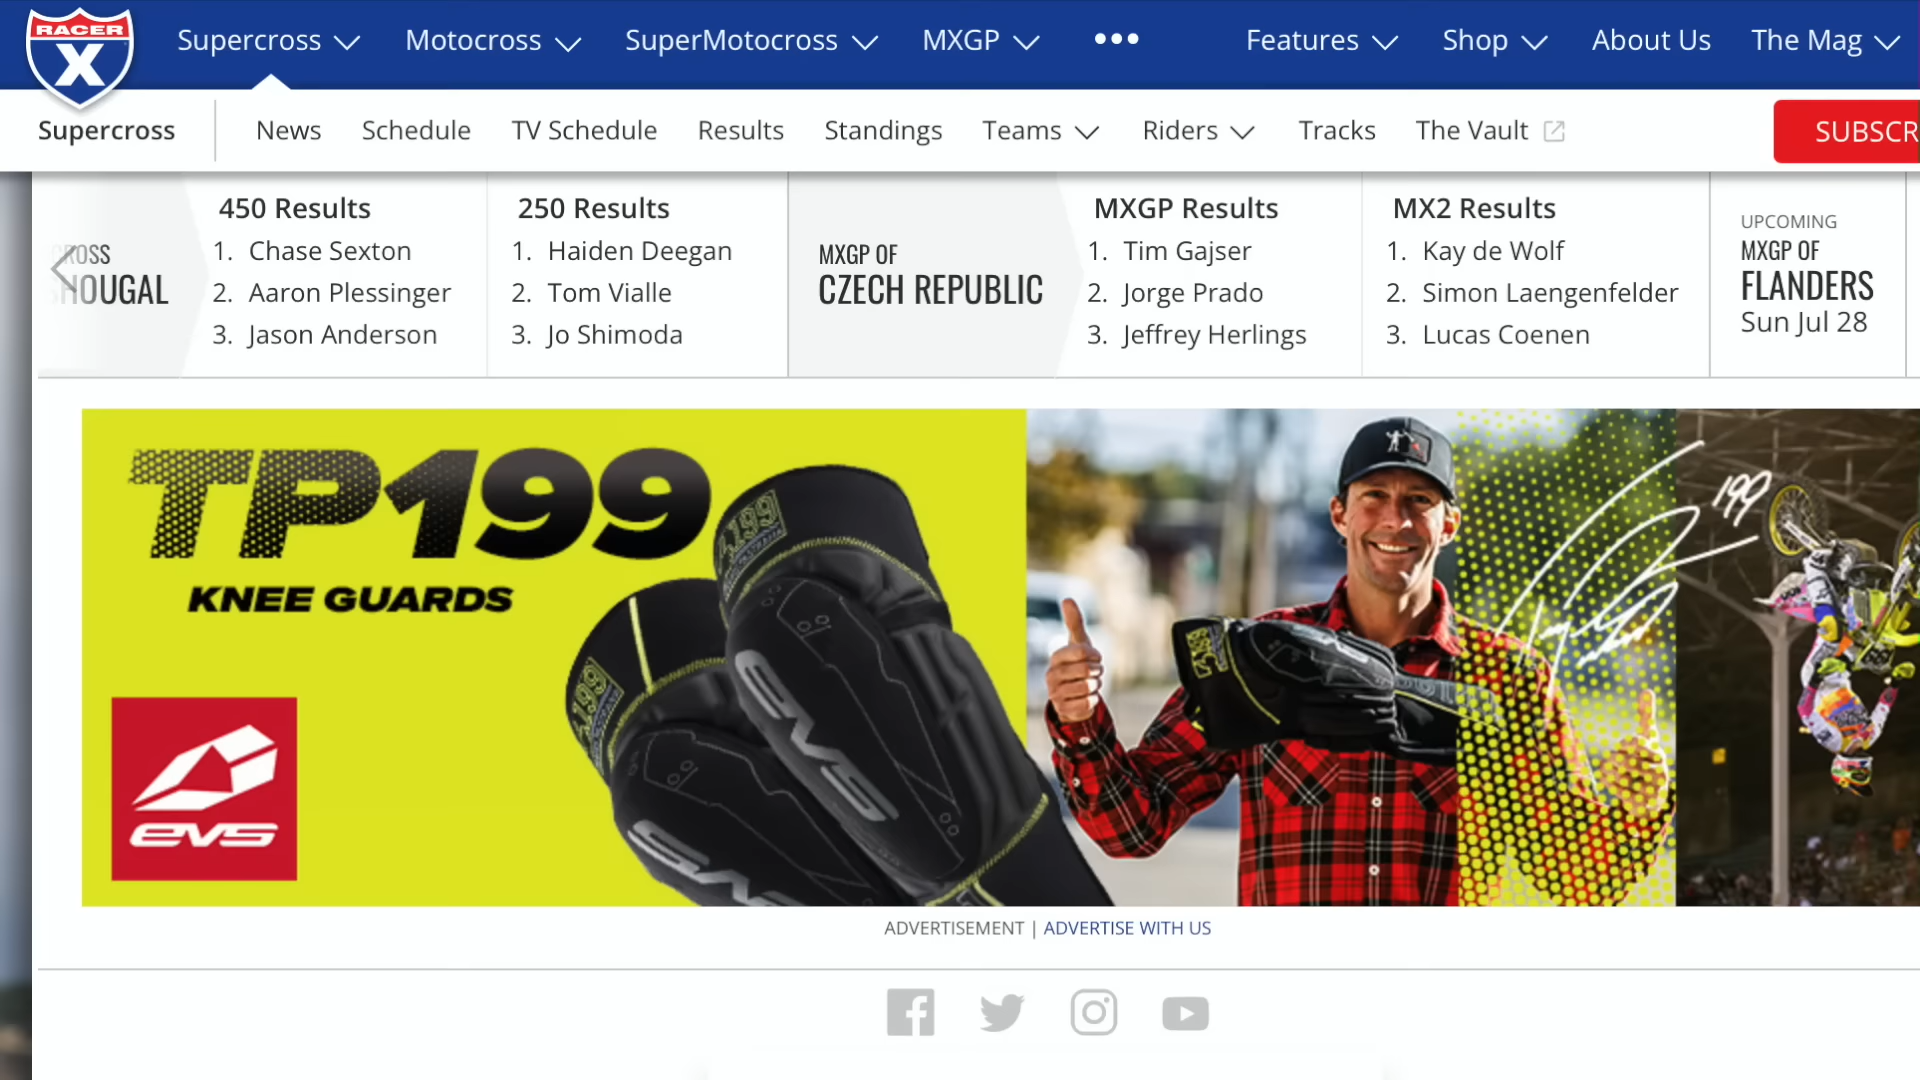 RACER
X
Supercross
Motocross
SuperMotocross
MXGP
•••
Features
Shop
About Us
The Mag
Supercross
News
Schedule
TV Schedule
Results
Standings
Teams
Riders
Tracks
The Vault
SUBSCR
ROSS
HOUGAL
450 Results
1. Chase Sexton
2. Aaron Plessinger
3. Jason Anderson
250 Results
1. Haiden Deegan
2. Tom Vialle
3. Jo Shimoda
MXGP OF
CZECH REPUBLIC
MXGP Results
1. Tim Gajser
2. Jorge Prado
3. Jeffrey Herlings
MX2 Results
1. Kay de Wolf
2. Simon Laengenfelder
3. Lucas Coenen
UPCOMING
MXGP OF
FLANDERS
Sun Jul 28
TP199
KNEE GUARDS
evs
evs
199
ADVERTISEMENT | ADVERTISE WITH US